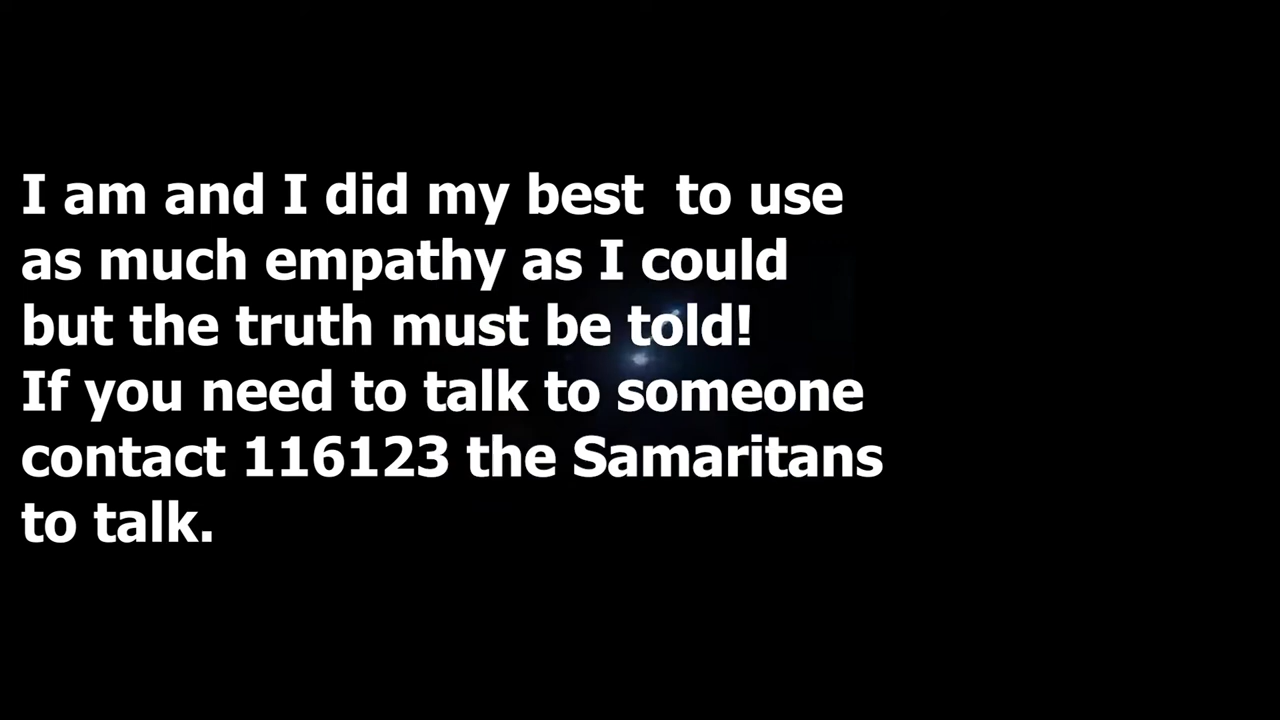 I am and I did my best  to use
as much empathy as I could
but the truth must be told!
If you need to talk to someone
contact 116123 the Samaritans
to talk.